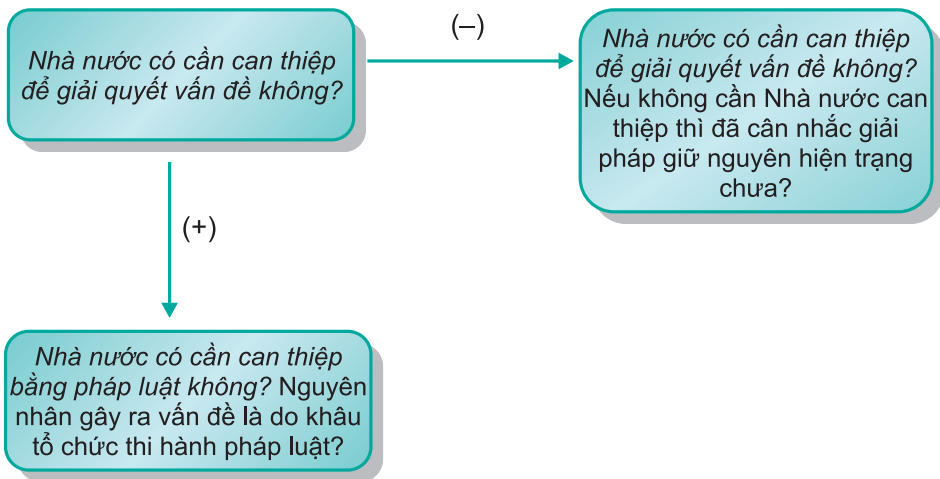 Nhà nước có cần can thiệp
để giải quyết vấn đề không?
(–)
Nhà nước có cần can thiệp
để giải quyết vấn đề không?
Nếu không cần Nhà nước can
thiệp thì đã cân nhắc giải
pháp giữ nguyên hiện trạng
chưa?
(+)
Nhà nước có cần can thiệp
bằng pháp luật không? Nguyên
nhân gây ra vấn đề là do khâu
tổ chức thi hành pháp luật?